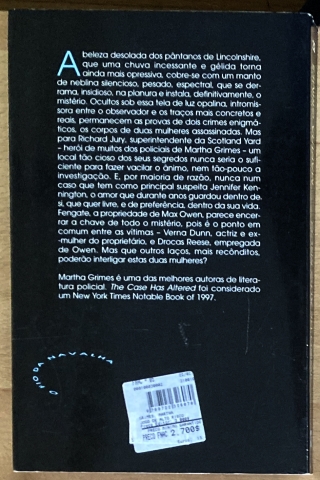 A beleza desolada dos pântanos de Lincolnshire,
que uma chuva incessante e gélida torna
ainda mais opressiva, cobre-se com um manto
de neblina silencioso, pesado, espectral, que se der-
rama, insidioso, na planura e instala, definitivamente, o
mistério. Ocultos sob essa teia de luz opalina, intromis-
sora entre o observador e os traços mais concretos e
reais, permanecem as provas de dois crimes enigmá-
ticos, os corpos de duas mulheres assassinadas. Mas
para Richard Jury, superintendente da Scotland Yard
– herói de muitos dos policiais de Martha Grimes – um
local tão cioso dos seus segredos nunca seria o sufi-
ciente para fazer vacilar o ânimo, nem tão-pouco a
investigação. E, por maioria de razão, nunca num
caso que tem como principal suspeita Jennifer Ken-
nington, o amor que durante anos guardou dentro de
si, que quer livre, e de preferência, dentro da sua vida.
Fengate, a propriedade de Max Owen, parece encer-
rar a chave de todo o mistério, pois é o ponto em
comum entre as vítimas – Verna Dunn, actriz e ex-
-mulher do proprietário, e Dorcas Reese, empregada
de Owen. Mas que outros laços, mais recônditos,
poderão interligar estas duas mulheres?
Martha Grimes é uma das melhores autoras de litera-
tura policial. The Case Has Altered foi considerado
um New York Times Notable Book of 1997.
O FIO DA NAVALHA
PREÇO FNAC 2.700$